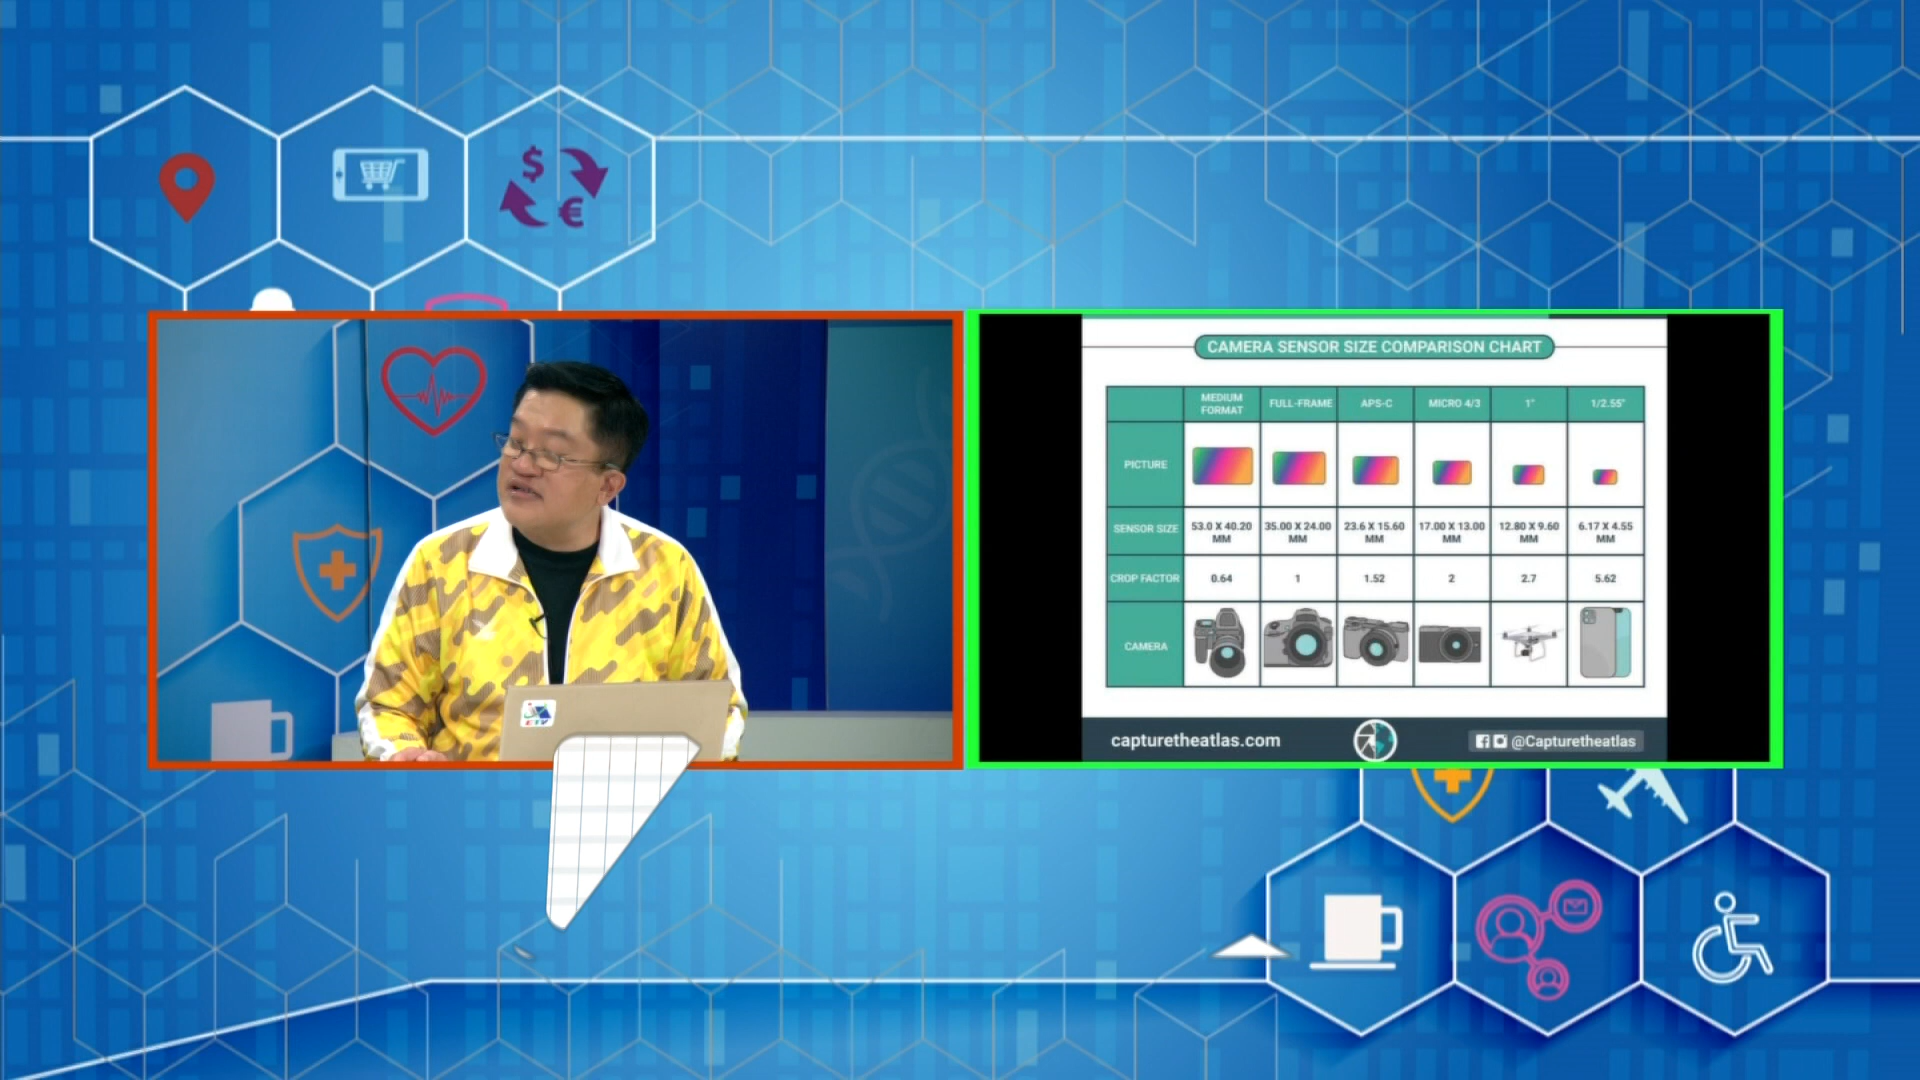 $
€
CTV
CAMERA SENSOR SIZE COMPARISON CHART
MEDIUM FORMAT FULL-FRAME APS-C MICRO 4/3 1" 1/2.55"
PICTURE
SENSOR SIZE 53.0 X 40.20 MM 35.00 X 24.00 MM 23.6 X 15.60 MM 17.00 X 13.00 MM 12.80 X 9.60 MM 6.17 X 4.55 MM
CROP FACTOR 0.64 1 1.52 2 2.7 5.62
CAMERA
capturetheatlas.com @Capturetheatlas